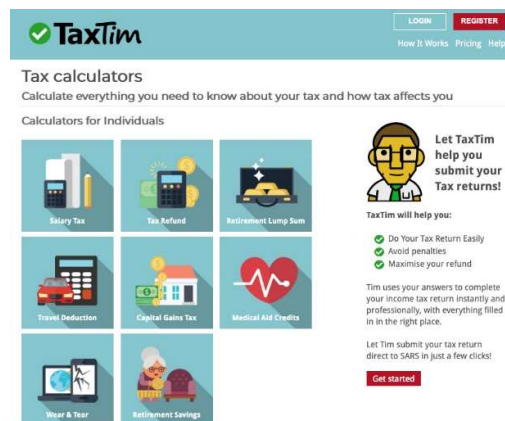 TaxTim
LOGIN
REGISTER
How It Works Pricing Help
Tax calculators
Calculate everything you need to know about your tax and how tax affects you
Calculators for Individuals
Salary Tax
Tax Refund
Retirement Lump Sum
Travel Deduction
Capital Gains Tax
Medical Aid Credits
Wear & Tear
Retirement Savings
Let TaxTim
help you
submit your
Tax returns!
TaxTim will help you:
Do Your Tax Return Easily
Avoid penalties
Maximise your refund
Tim uses your answers to complete
your income tax return instantly and
professionally, with everything filled
in in the right place.
Let Tim submit your tax return
direct to SARS in just a few clicks!
Get started